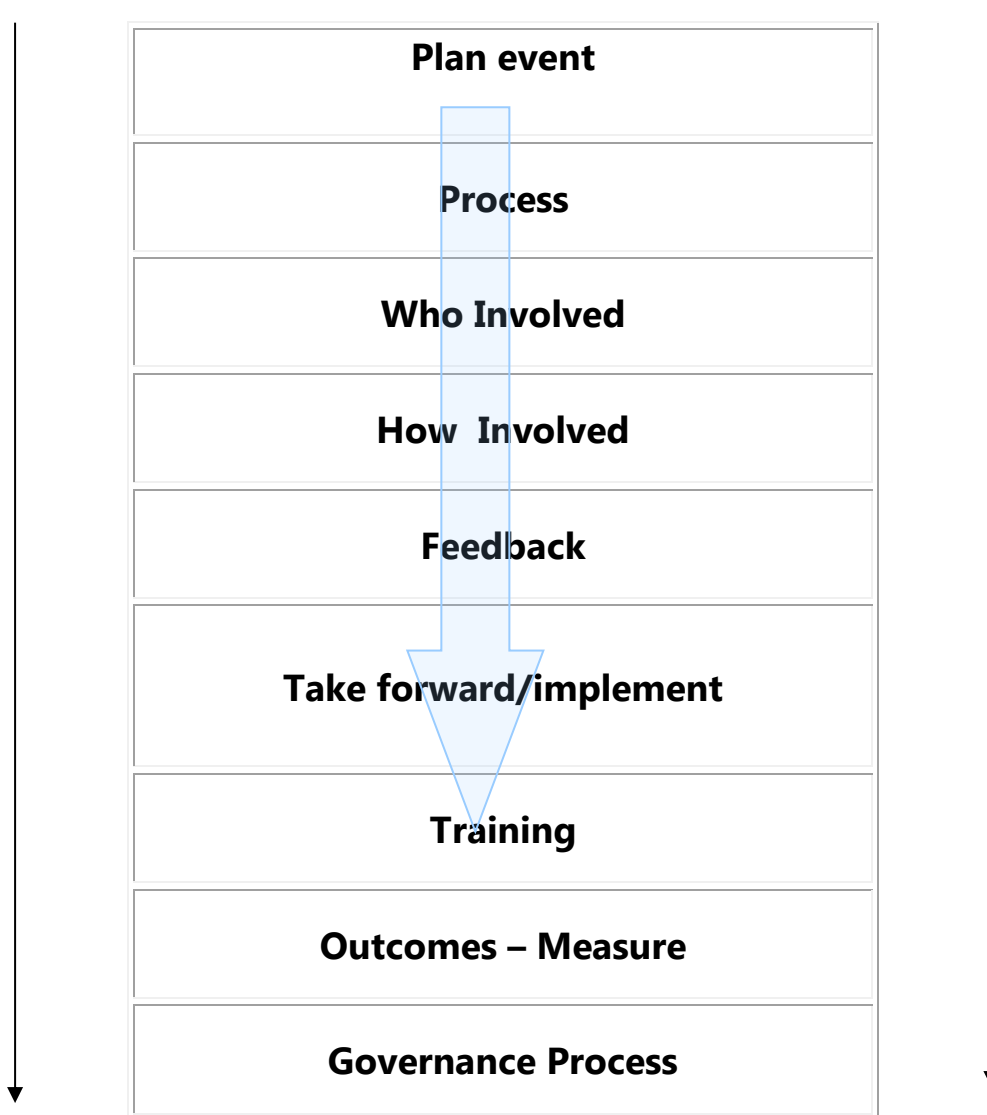 Plan event
Process
Who Involved
How  Involved
Feedback
Take forward/implement
Training
Outcomes – Measure
Governance Process